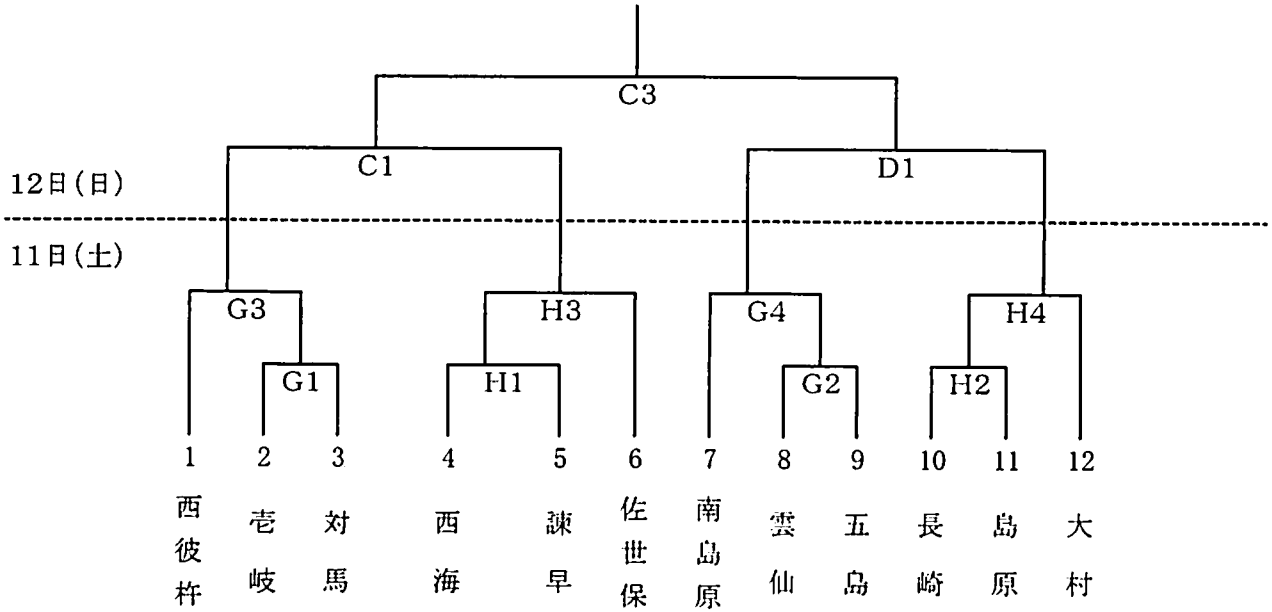 C3
C1
D1
12日(日)
11日(土)
G3
H3
G4
H4
G1
H1
G2
H2
1 2 3 4 5 6 7 8 9 10 11 12
西彼杵
壱岐
対馬
西海
諫早
佐世保
南島原
雲仙
五島
長崎
島原
大村